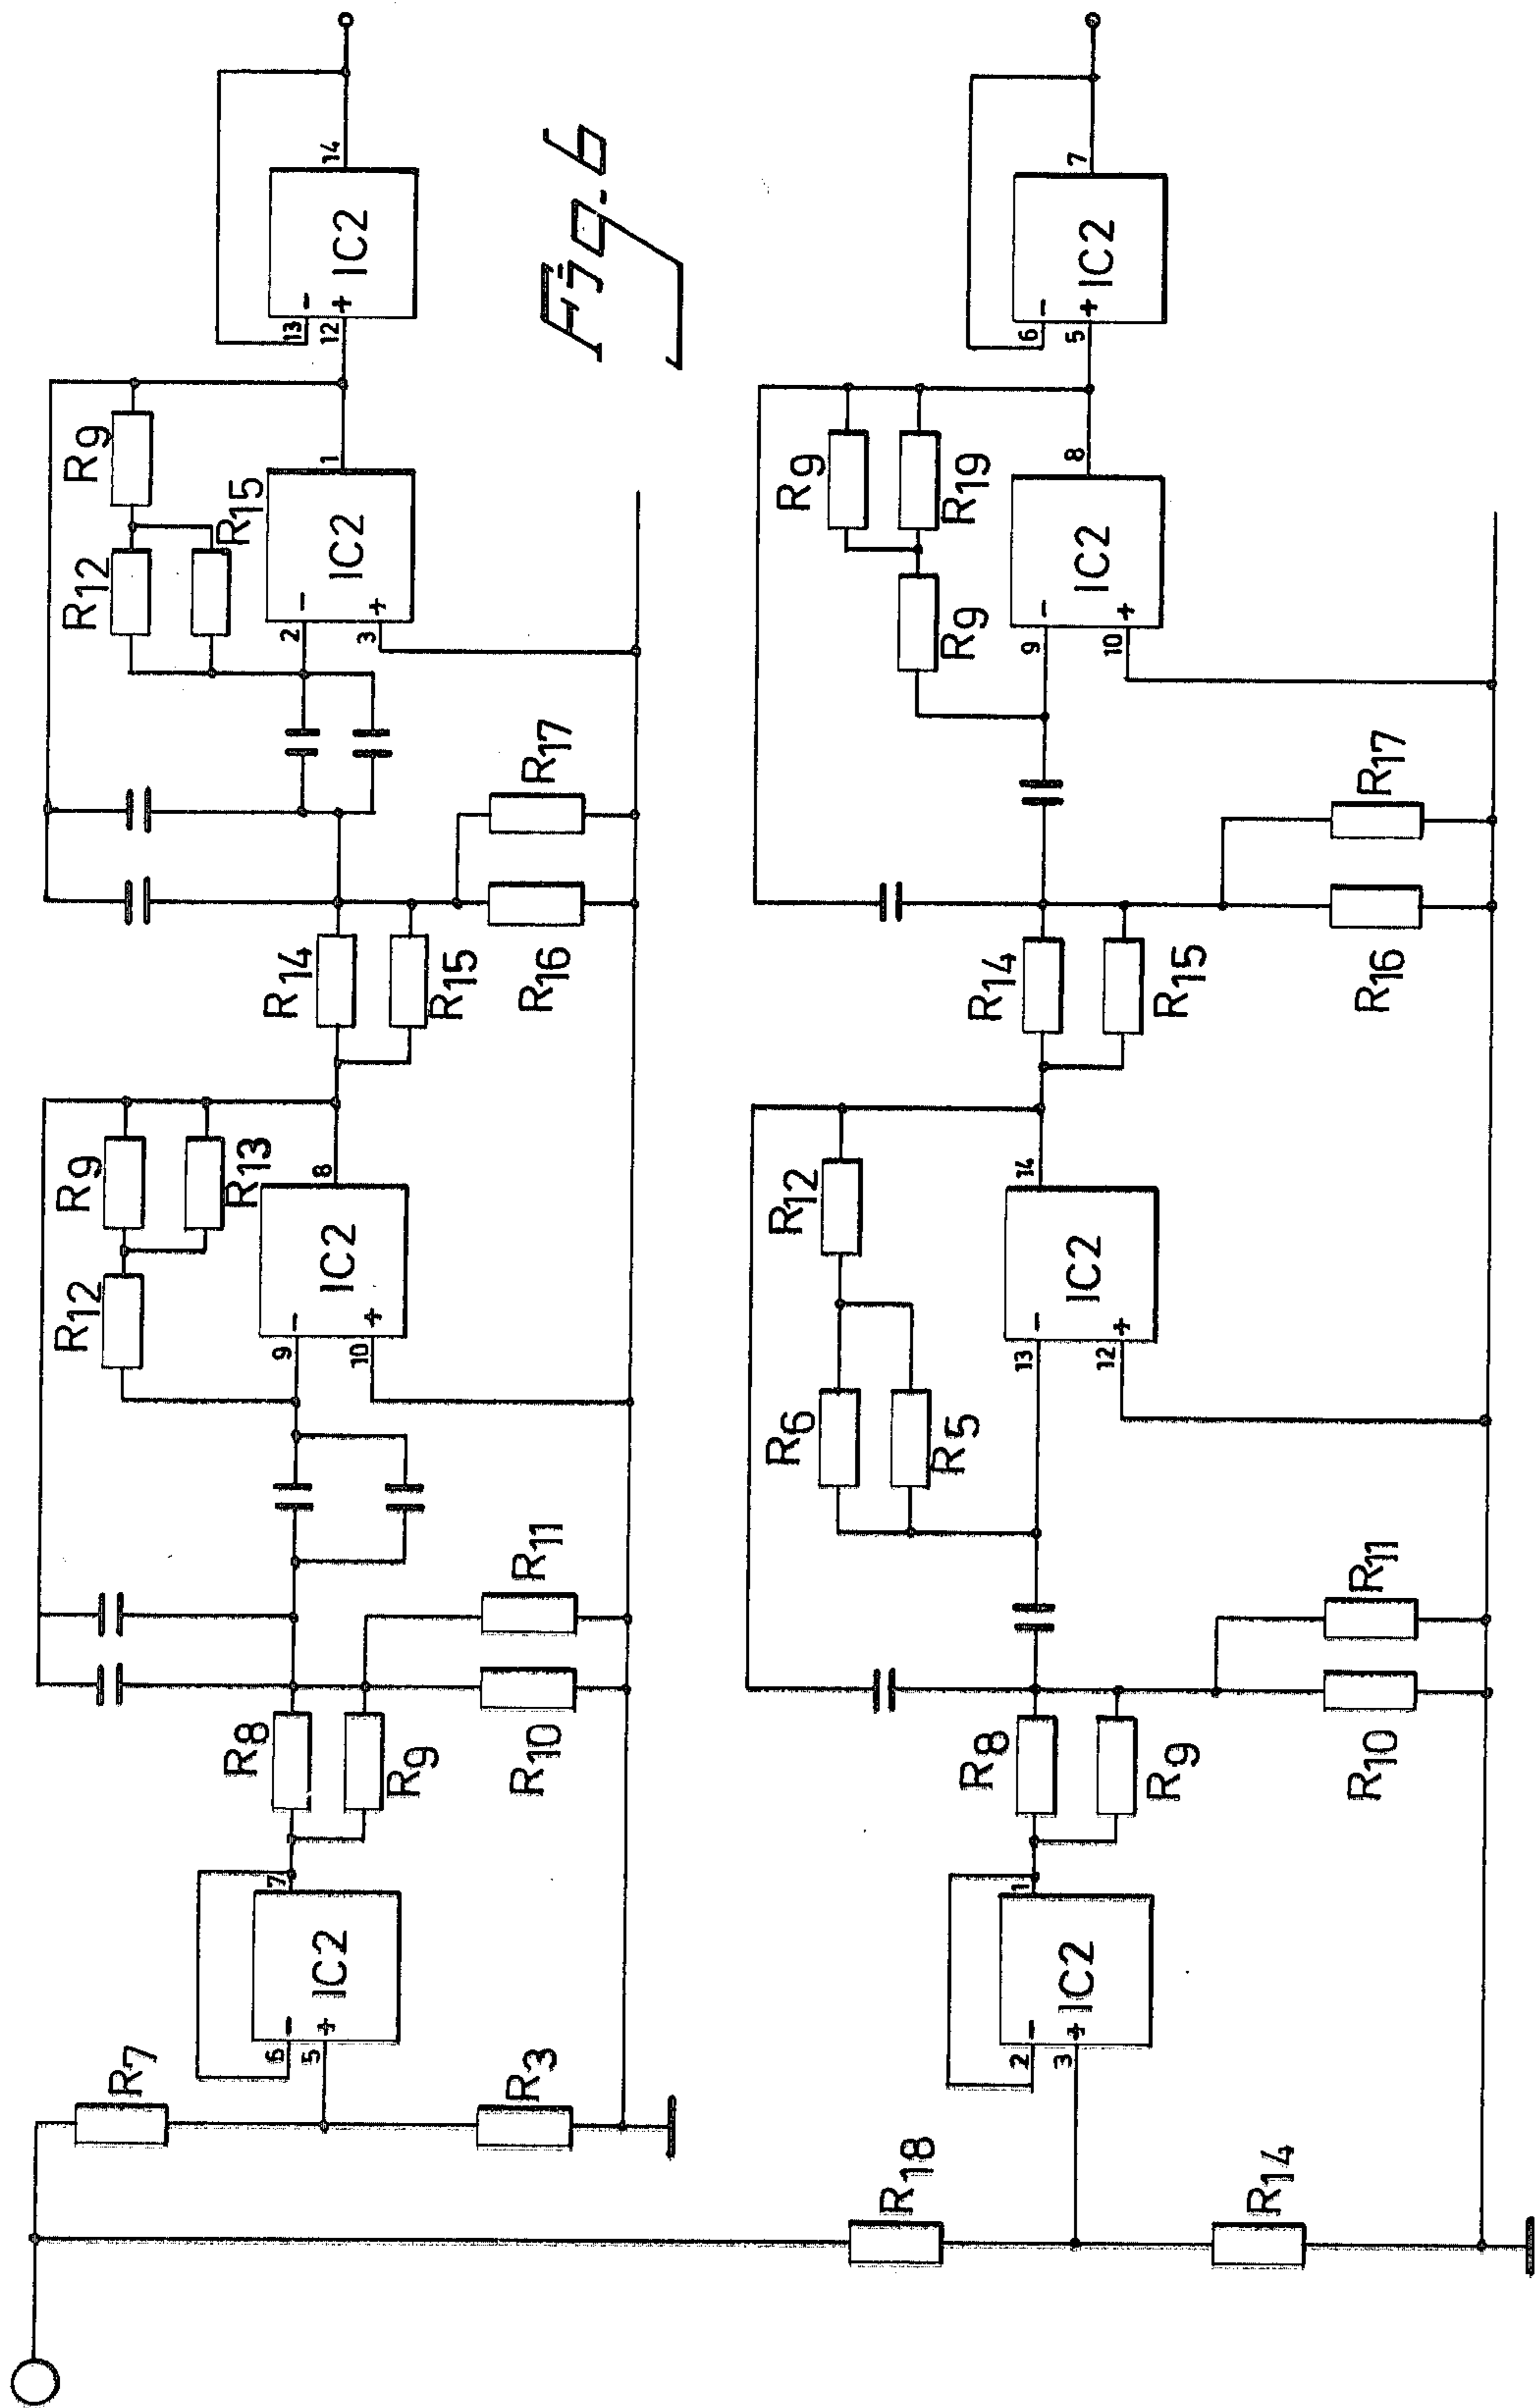 Fig. 6
R7
R3
6
5
-
+
IC2
7
R8
R9
R10
R11
R12
R9
R13
9
10
-
+
IC2
8
R14
R15
R16
R17
R12
R9
R15
2
3
-
+
IC2
1
13
12
-
+
IC2
14
R18
R14
2
3
-
+
IC2
1
R8
R9
R10
R11
R6
R5
R12
13
12
-
+
IC2
14
R14
R15
R16
R17
R9
R9
R19
9
10
-
+
IC2
8
6
5
-
+
IC2
7